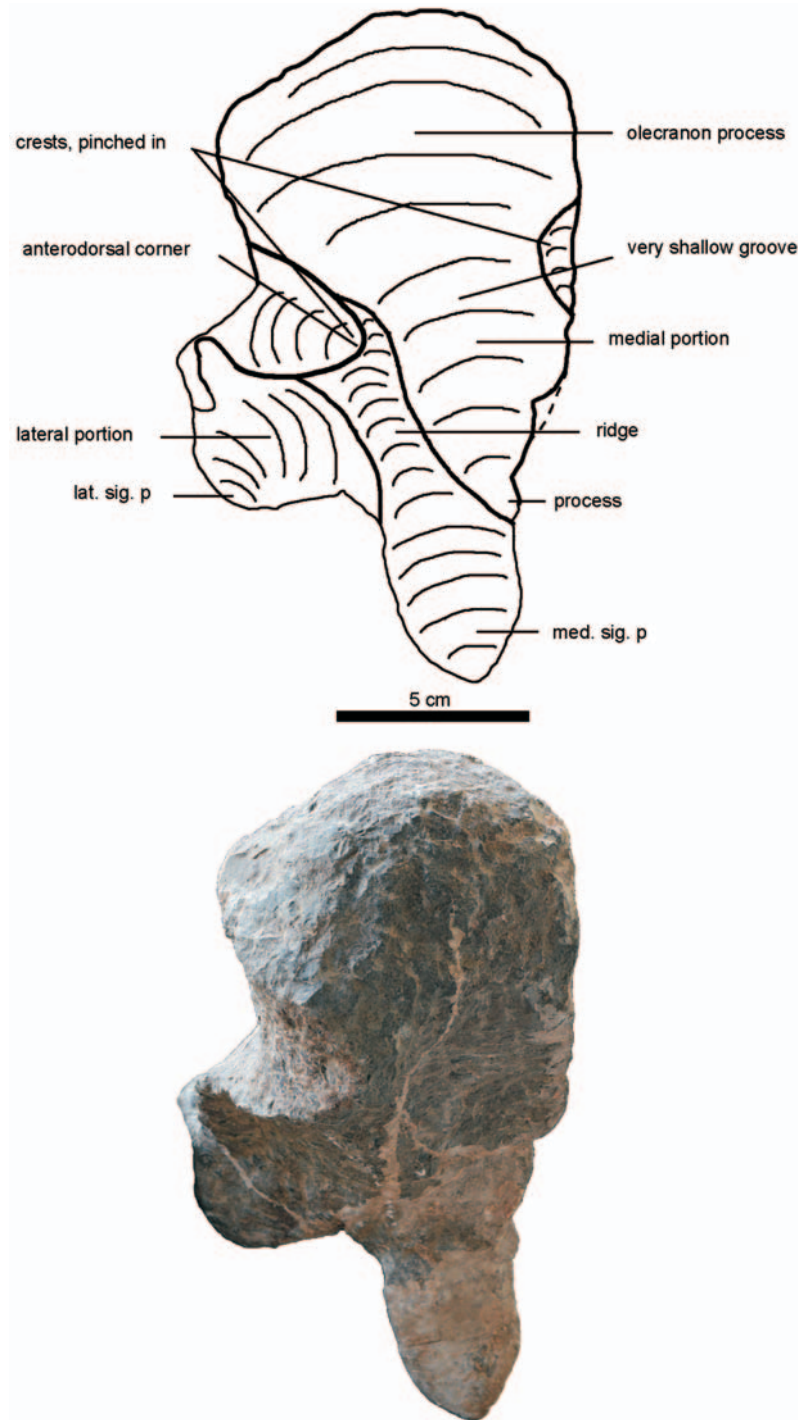 crests, pinched in
olecranon process
anterodorsal corner
very shallow groove
medial portion
lateral portion
ridge
lat. sig. p
process
med. sig. p
5 cm